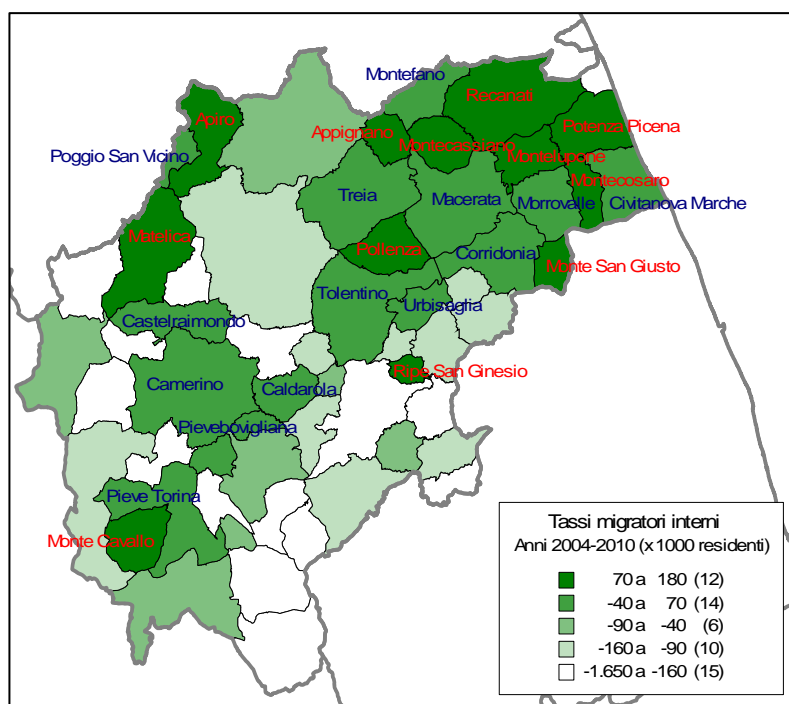 Montefano
Recanati
Apiro
Potenza Picena
Appignano
Montecassiano
Montelupone
Poggio San Vicino
Montecosaro
Treia
Macerata
Morrovalle
Civitanova Marche
Matelica
Pollenza
Corridonia
Monte San Giusto
Tolentino
Urbisaglia
Castelraimondo
Ripe San Ginesio
Camerino
Caldarola
Pievebovigliana
Pieve Torina
Monte Cavallo
Tassi migratori interni
Anni 2004-2010 (x 1000 residenti)
70 a 180 (12)
-40 a 70 (14)
-90 a -40 (6)
-160 a -90 (10)
-1.650 a -160 (15)